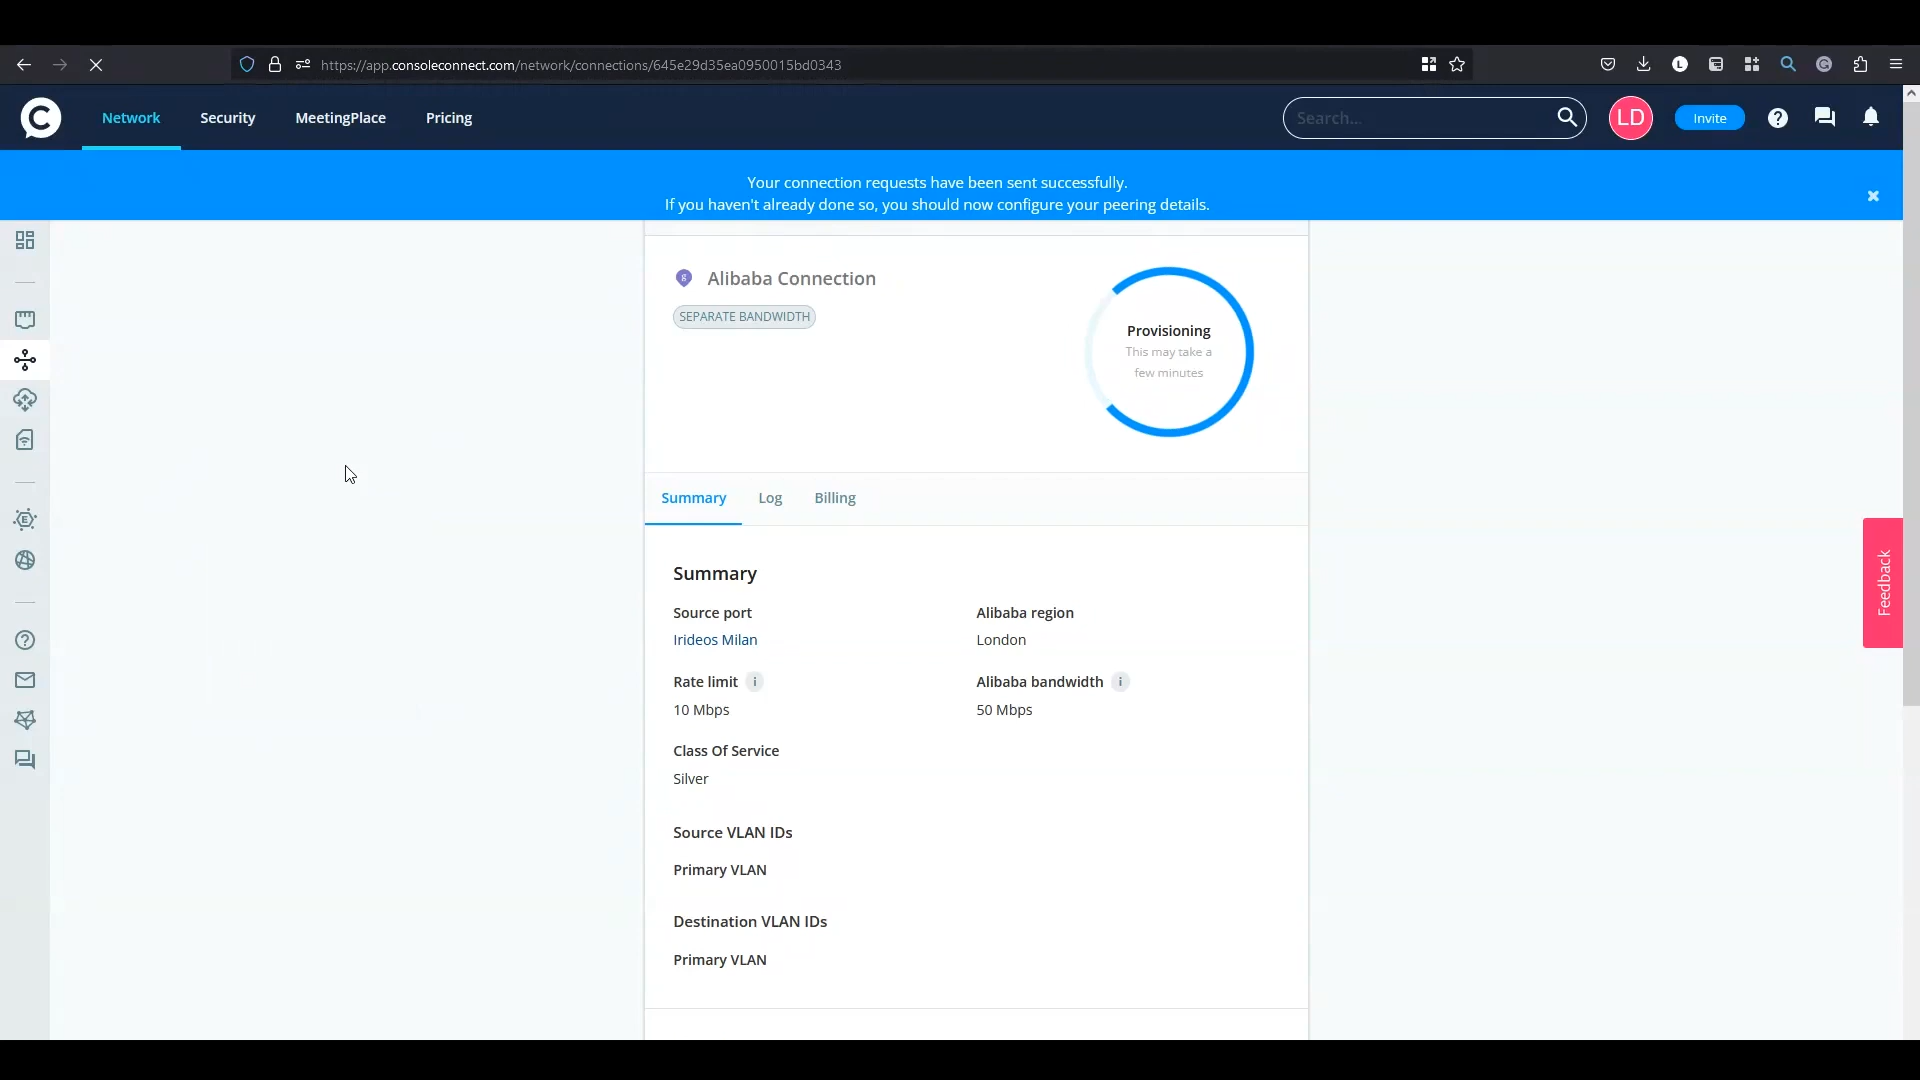 https://app.consoleconnect.com/network/connections/645e29d35ea0950015bd0343
L
G
C
Network
Security
MeetingPlace
Pricing
Search...
LD
Invite
?
Your connection requests have been sent successfully.
If you haven't already done so, you should now configure your peering details.
Alibaba Connection
SEPARATE BANDWIDTH
Provisioning
This may take a
few minutes
Summary
Log
Billing
Summary
Source port
Alibaba region
Irideos Milan
London
Rate limit i
Alibaba bandwidth i
10 Mbps
50 Mbps
Class Of Service
Silver
Source VLAN IDs
Primary VLAN
Destination VLAN IDs
Primary VLAN
Feedback
E
?